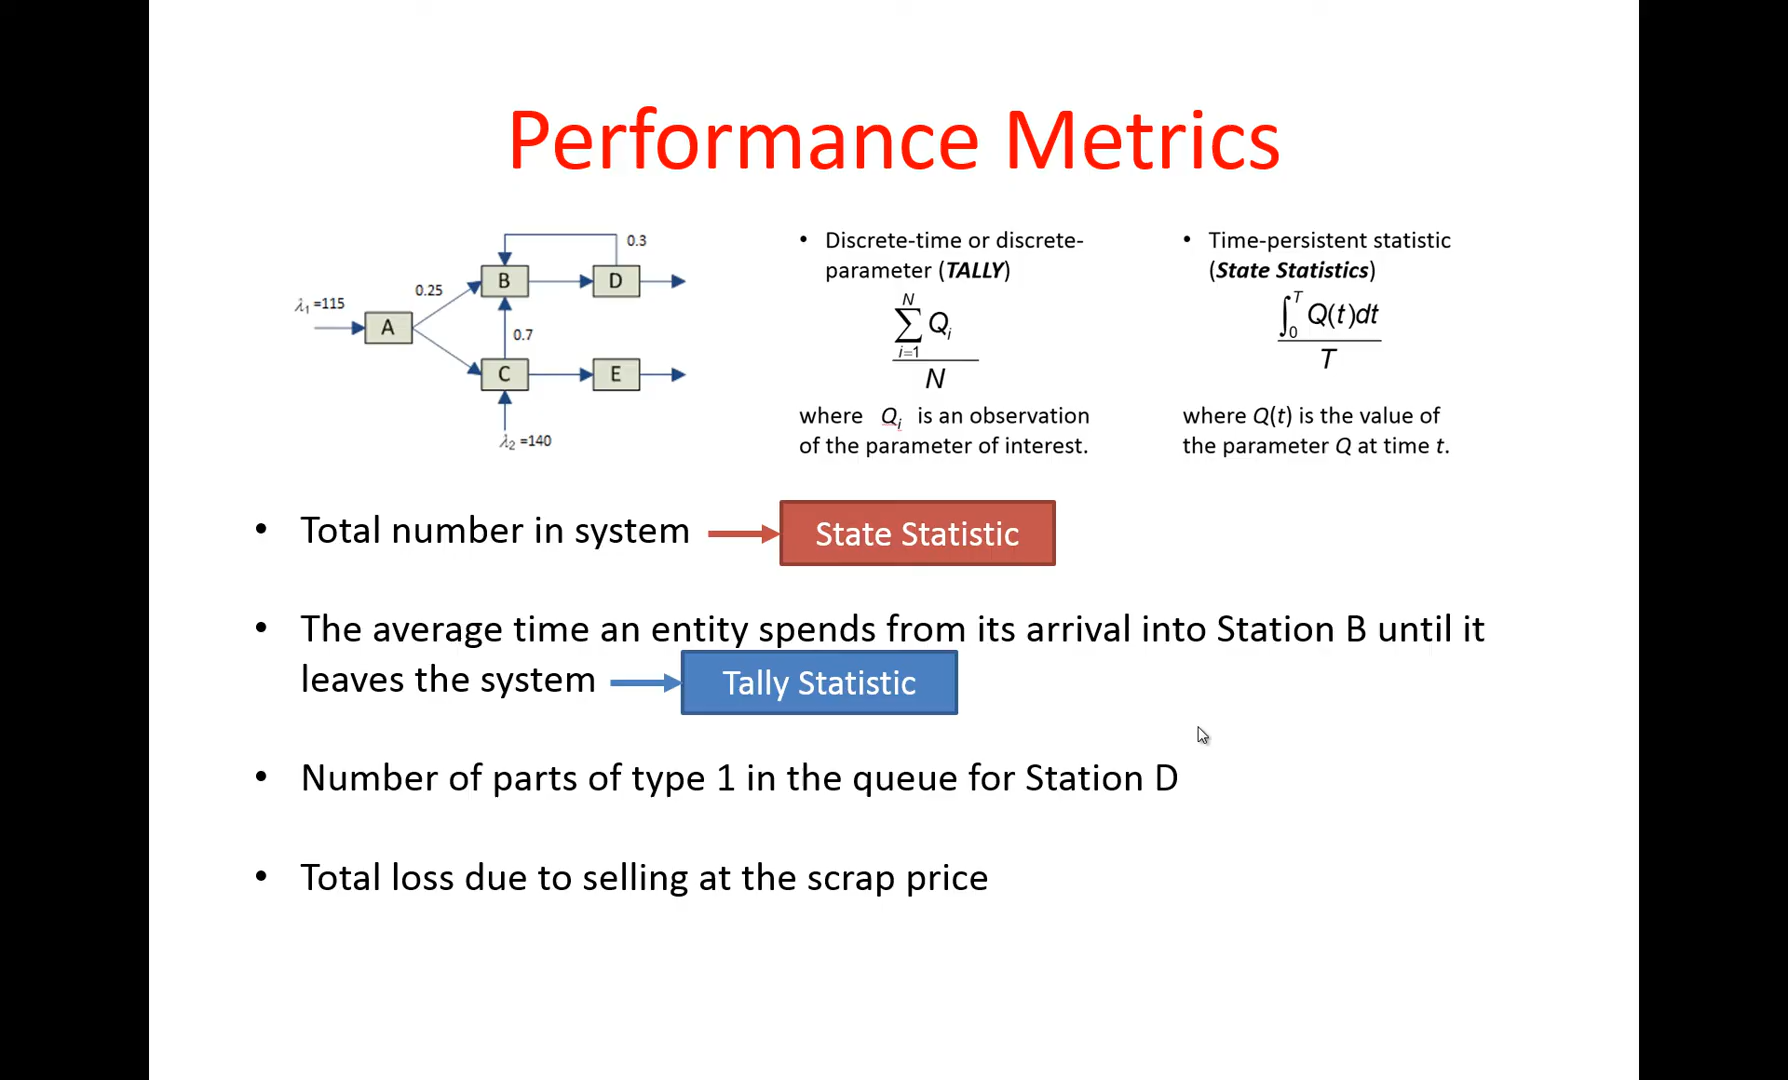 Performance Metrics
0.3
B
D
0.25
λ₁ =115
A
0.7
C
E
λ₂ =140
• Discrete-time or discrete-
parameter (TALLY)
N
∑ Qᵢ
i=1
N
where Qᵢ is an observation
of the parameter of interest.
• Time-persistent statistic
(State Statistics)
∫₀ᵀ Q(t)dt
T
where Q(t) is the value of
the parameter Q at time t.
• Total number in system
State Statistic
• The average time an entity spends from its arrival into Station B until it
leaves the system
Tally Statistic
• Number of parts of type 1 in the queue for Station D
• Total loss due to selling at the scrap price